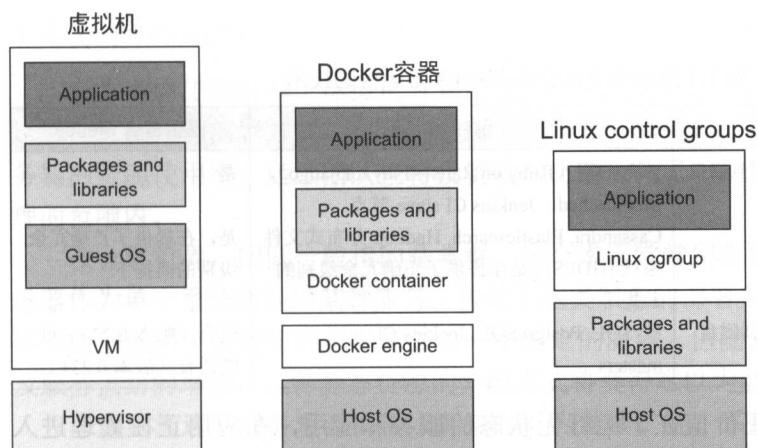 虚拟机
Application
Packages and
libraries
Guest OS
VM
Hypervisor
Docker容器
Application
Packages and
libraries
Docker container
Docker engine
Host OS
Linux control groups
Application
Linux cgroup
Packages and
libraries
Host OS